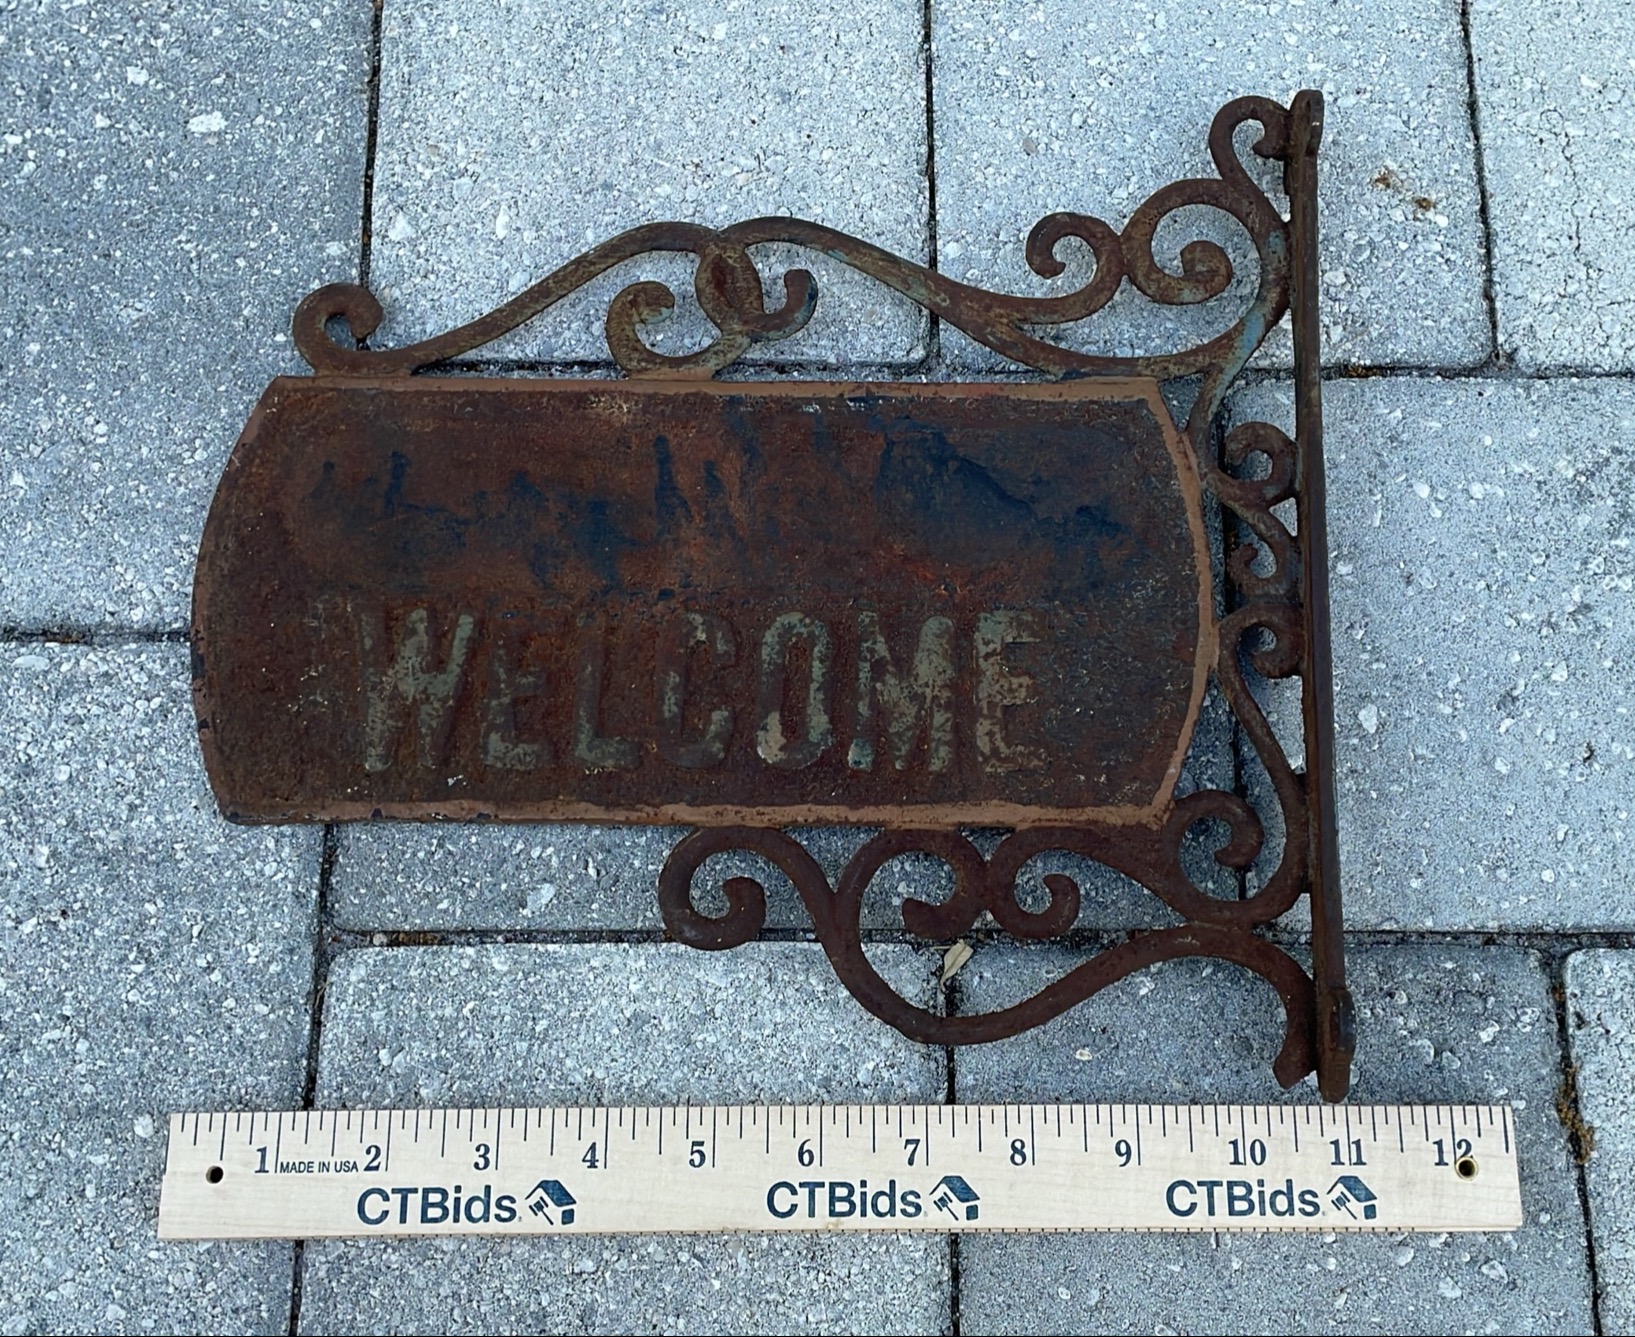 WELCOME
1 MADE IN USA 2 3 4 5 6 7 8 9 10 11 12
CTBids CTBids CTBids